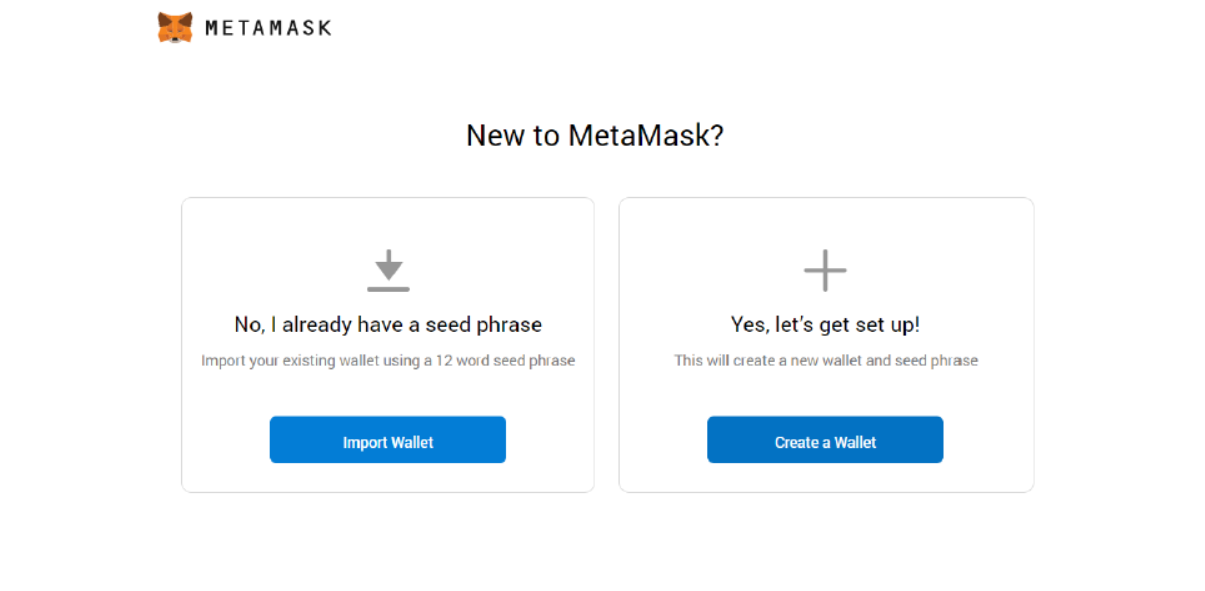 METAMASK
New to MetaMask?
No, I already have a seed phrase
Import your existing wallet using a 12 word seed phrase
Import Wallet
Yes, let’s get set up!
This will create a new wallet and seed phrase
Create a Wallet